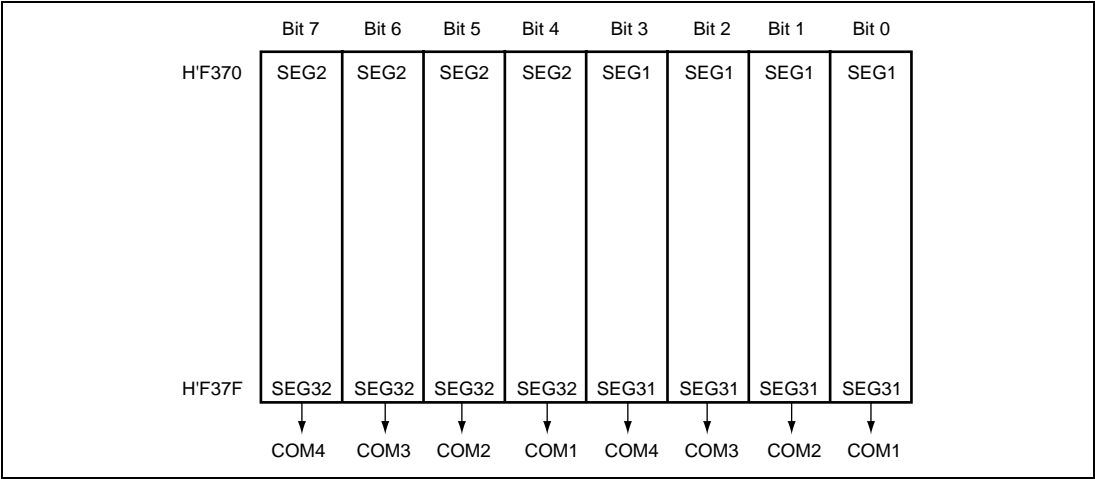 Bit 7 Bit 6 Bit 5 Bit 4 Bit 3 Bit 2 Bit 1 Bit 0
H'F370 SEG2 SEG2 SEG2 SEG2 SEG1 SEG1 SEG1 SEG1
H'F37F SEG32 SEG32 SEG32 SEG32 SEG31 SEG31 SEG31 SEG31
COM4 COM3 COM2 COM1 COM4 COM3 COM2 COM1